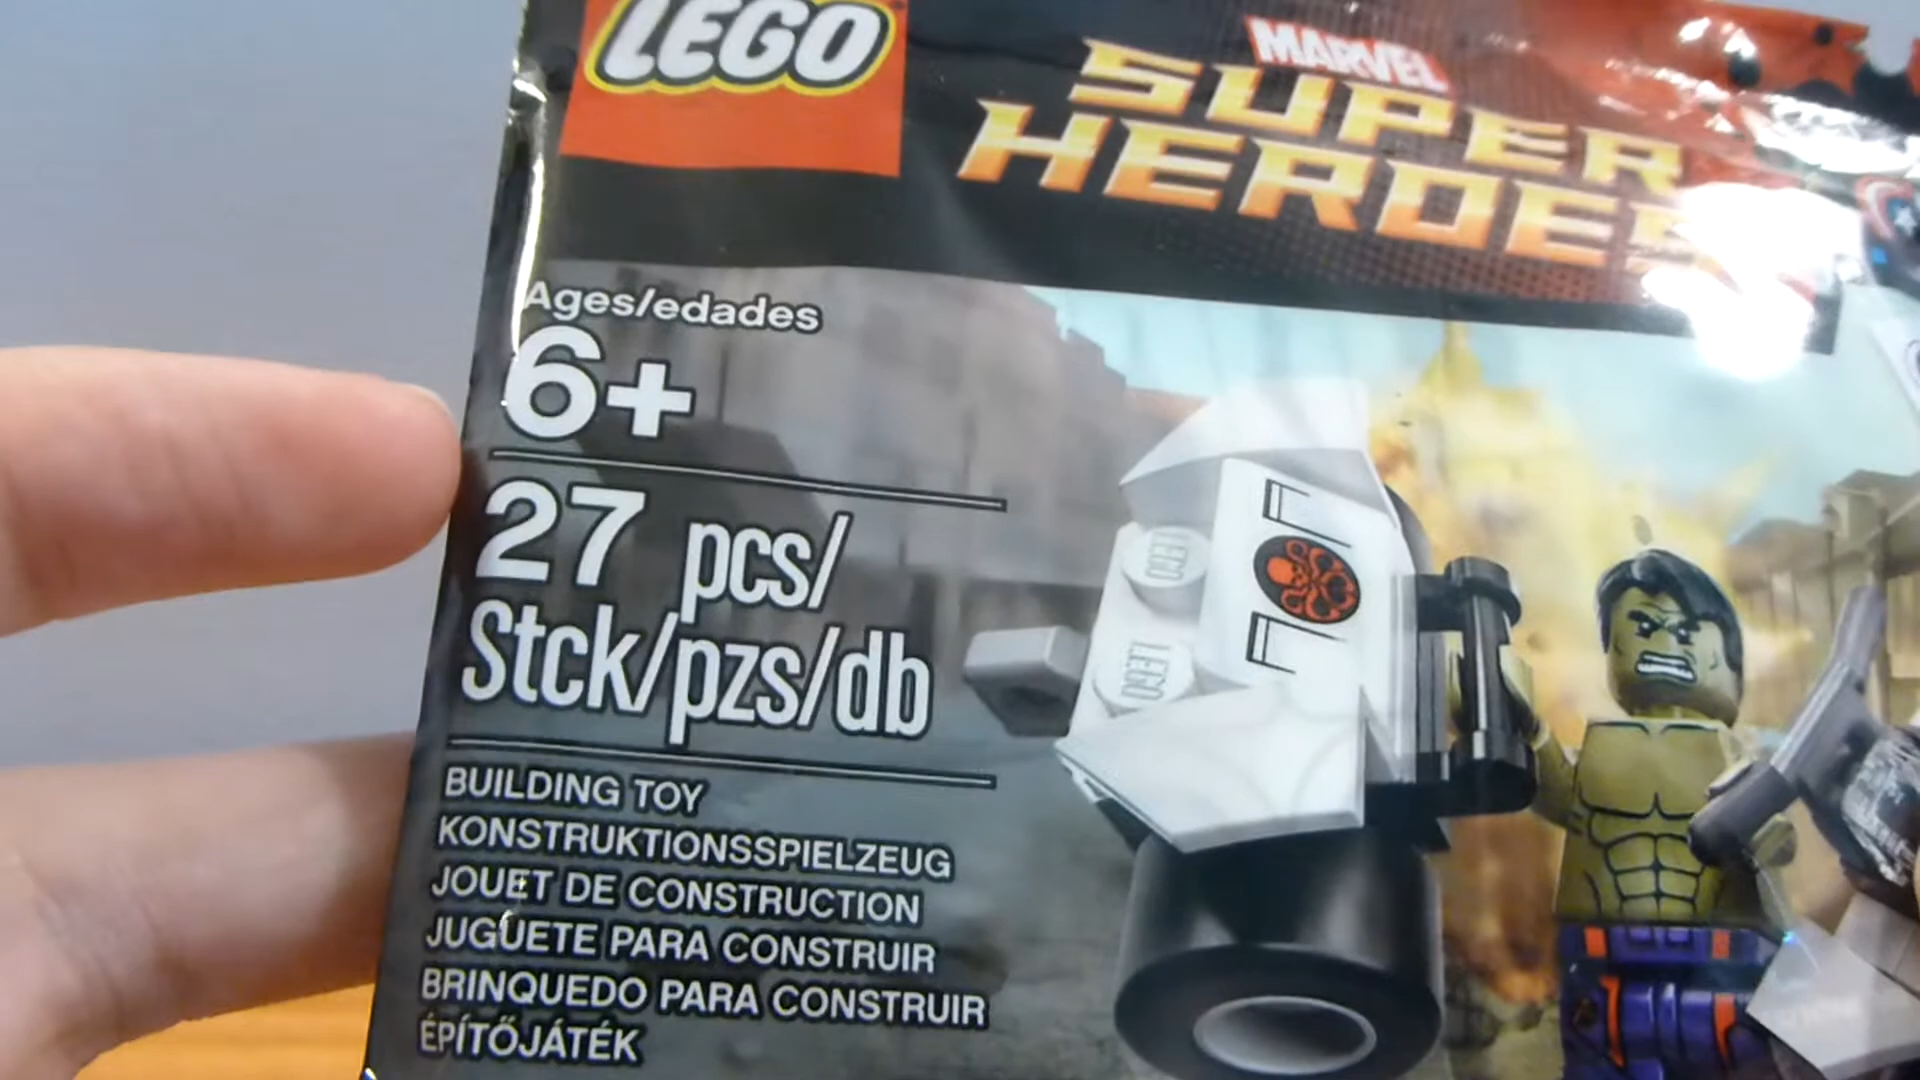 LEGO
MARVEL
SUPER
HEROES
Ages/edades
6+
27 pcs/
Stck/pzs/db
BUILDING TOY
KONSTRUKTIONSSPIELZEUG
JOUET DE CONSTRUCTION
JUGUETE PARA CONSTRUIR
BRINQUEDO PARA CONSTRUIR
ÉPÍTŐJÁTÉK
LEGO
LEGO